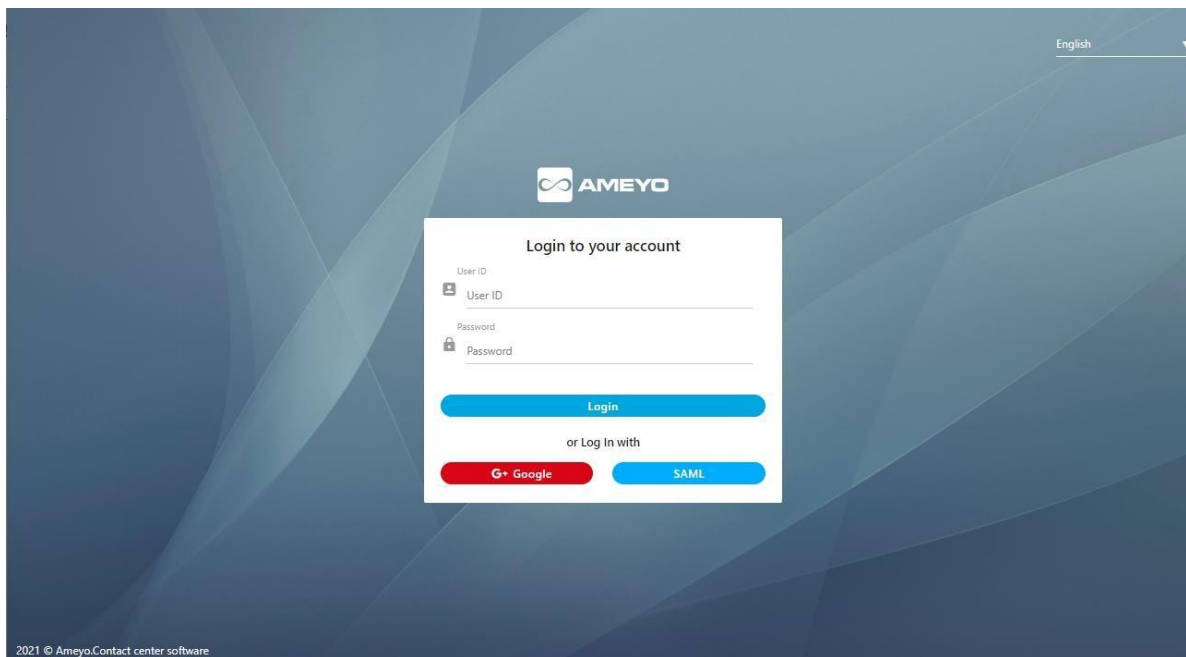 English
AMEYO
Login to your account
User ID
User ID
Password
Password
Login
or Log In with
G+ Google
SAML
2021 © Ameyo.Contact center software